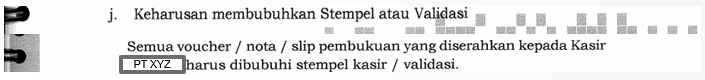 j. Keharusan membubuhkan Stempel atau Validasi
Semua voucher / nota / slip pembukuan yang diserahkan kepada Kasir
PT XYZ harus dibubuhi stempel kasir / validasi.